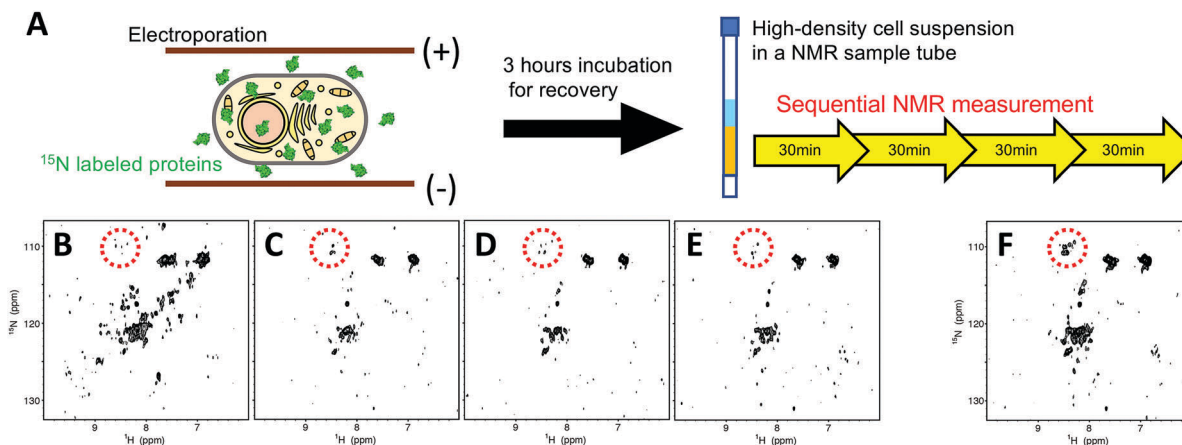 A
Electroporation
(+)
(-)
¹⁵N labeled proteins
3 hours incubation
for recovery
High-density cell suspension
in a NMR sample tube
Sequential NMR measurement
30min
30min
30min
30min
B
C
D
E
F
110
120
130
¹⁵N (ppm)
9 8 7
¹H (ppm)
9 8 7
¹H (ppm)
9 8 7
¹H (ppm)
9 8 7
¹H (ppm)
110
120
130
¹⁵N (ppm)
9 8 7
¹H (ppm)